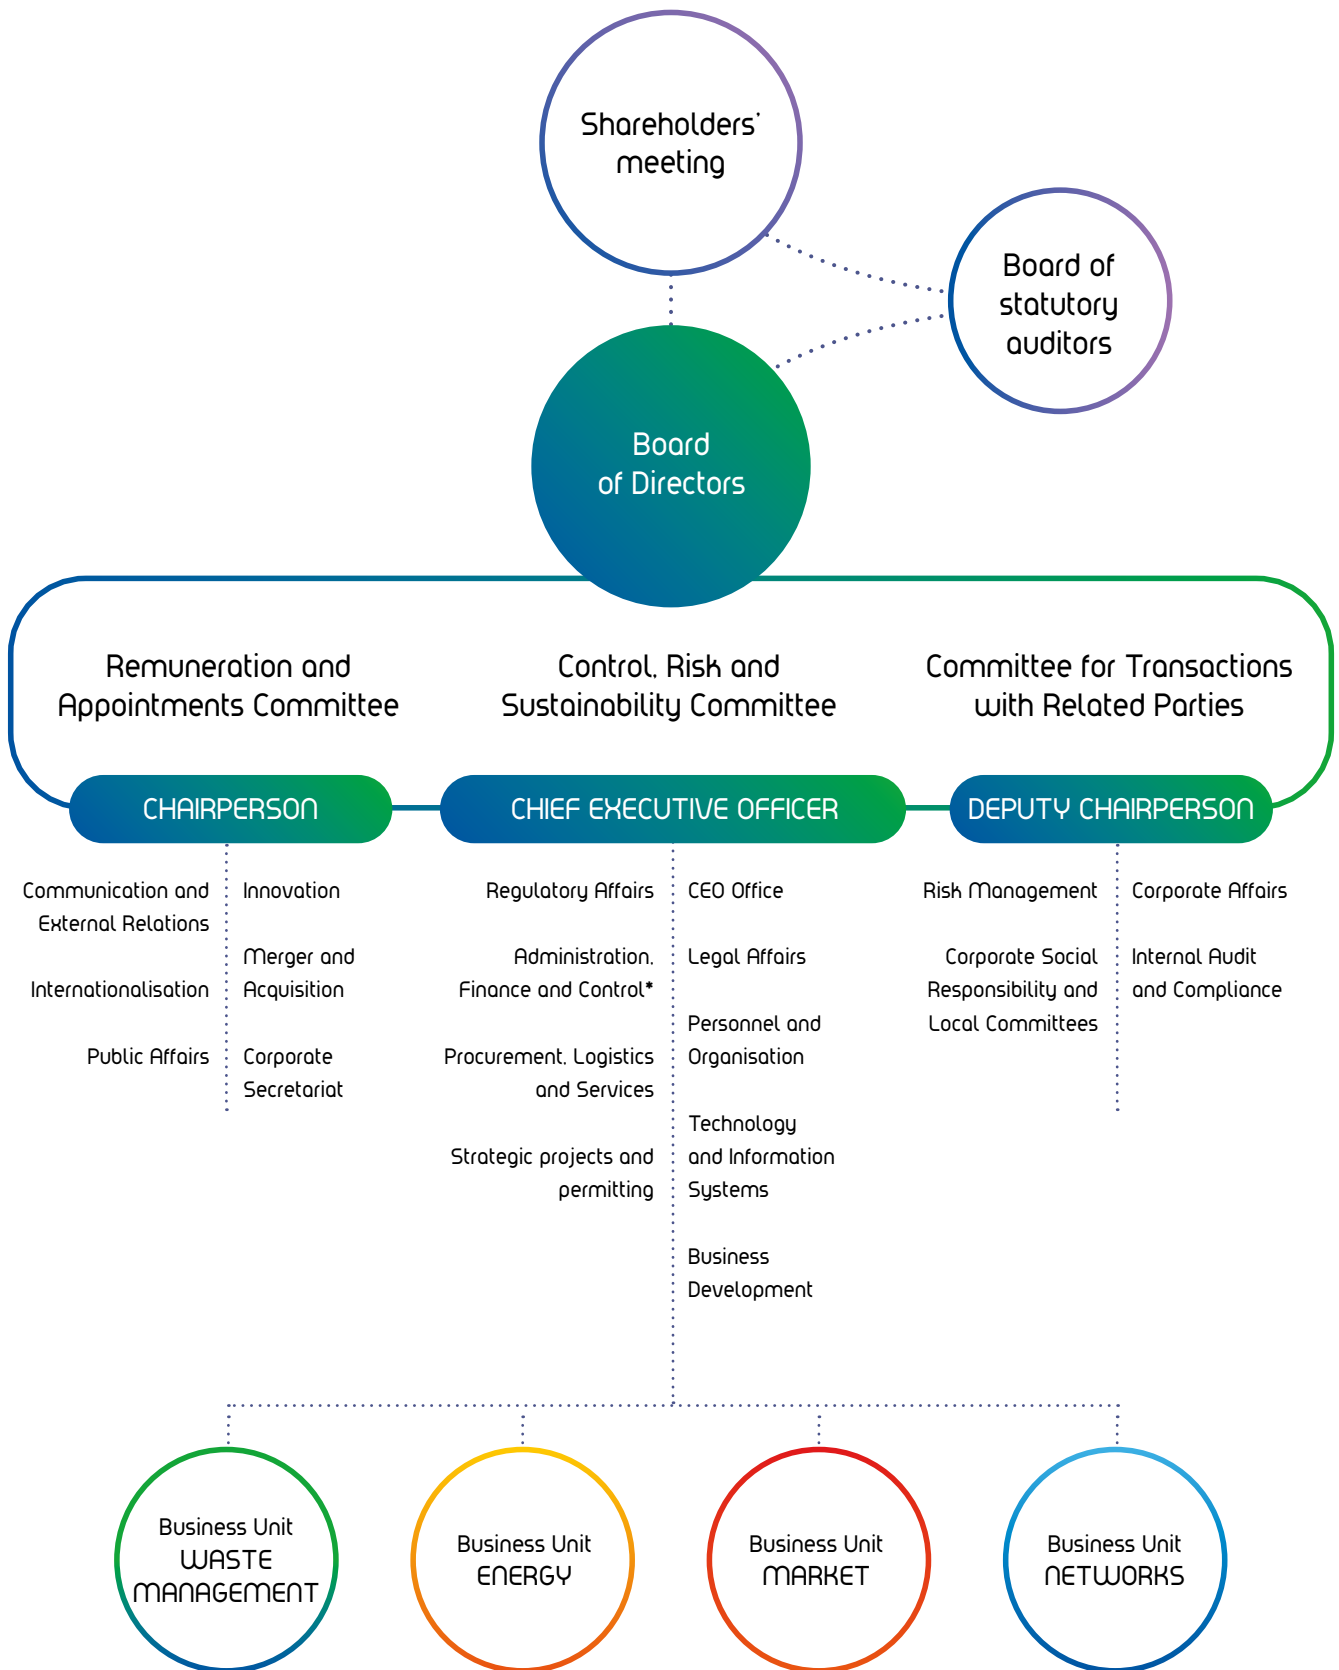 Shareholders'
meeting
Board of
statutory
auditors
Board
of Directors
Remuneration and
Appointments Committee
Control, Risk and
Sustainability Committee
Committee for Transactions
with Related Parties
CHAIRPERSON
CHIEF EXECUTIVE OFFICER
DEPUTY CHAIRPERSON
Communication and
External Relations
Internationalisation
Public Affairs
Innovation
Merger and
Acquisition
Corporate
Secretariat
Regulatory Affairs
Administration,
Finance and Control*
Procurement, Logistics
and Services
Strategic projects and
permitting
CEO Office
Legal Affairs
Personnel and
Organisation
Technology
and Information
Systems
Business
Development
Risk Management
Corporate Social
Responsibility and
Local Committees
Corporate Affairs
Internal Audit
and Compliance
Business Unit
WASTE
MANAGEMENT
Business Unit
ENERGY
Business Unit
MARKET
Business Unit
NETWORKS